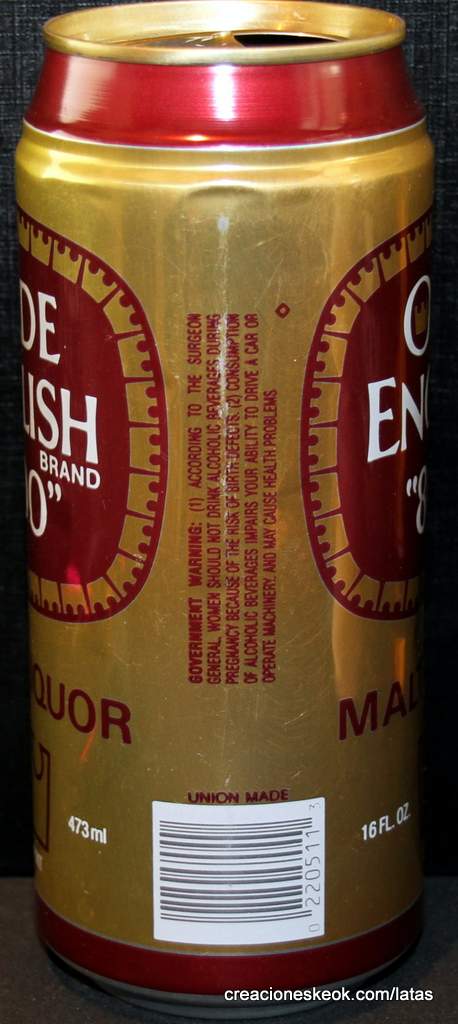 DE
LISH
BRAND
0"
QUOR
473ml
GOVERNMENT WARNING: (1) ACCORDING TO THE SURGEON
GENERAL, WOMEN SHOULD NOT DRINK ALCOHOLIC BEVERAGES DURING
PREGNANCY BECAUSE OF THE RISK OF BIRTH DEFECTS. (2) CONSUMPTION
OF ALCOHOLIC BEVERAGES IMPAIRS YOUR ABILITY TO DRIVE A CAR OR
OPERATE MACHINERY, AND MAY CAUSE HEALTH PROBLEMS
UNION MADE
0 220511 3
O
ENG
"8
MAL
16 FL. OZ.
creacioneskeok.com/latas